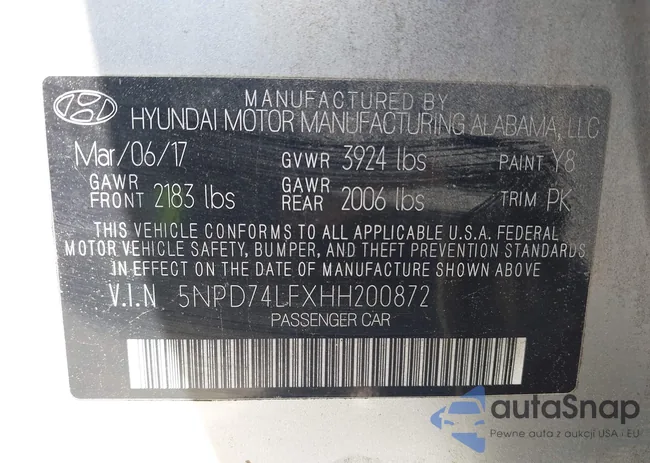 MANUFACTURED BY
HYUNDAI MOTOR MANUFACTURING ALABAMA, LLC
Mar/06/17 GVWR 3924 lbs PAINT Y8
GAWR FRONT 2183 lbs GAWR REAR 2006 lbs TRIM PK
THIS VEHICLE CONFORMS TO ALL APPLICABLE U.S.A. FEDERAL
MOTOR VEHICLE SAFETY, BUMPER, AND THEFT PREVENTION STANDARDS
IN EFFECT ON THE DATE OF MANUFACTURE SHOWN ABOVE
V.I.N 5NPD74LFXHH200872
PASSENGER CAR
autaSnap
Pewne auta z aukcji USA i EU